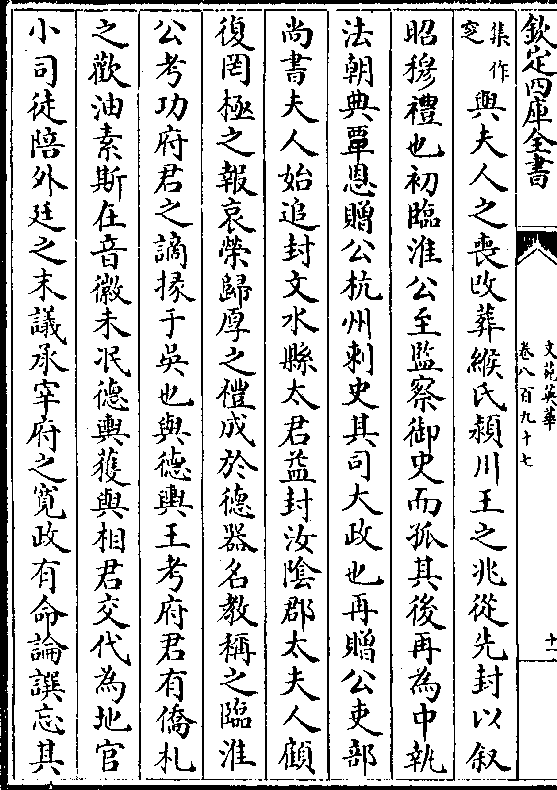 欽定四庫全書
文苑英華
卷八百九十七
十一
集作
窆
輿夫人之喪改葬緱氏潁川王之兆從先封以叙
昭穆禮也初臨淮公至監察御史而孤其後再為中執
法朝典覃恩贈公杭州刺史其司大政也再贈公吏部
尚書夫人始追封文水縣太君益封汝隂郡太夫人顧
復罔極之報哀榮歸厚之禮成於德器名教稱之臨淮
公考功府君之謫掾于吳也與德輿王考府君有僑札
之歡油素斯在音徽未泯德輿獲與相君交代為地官
小司徒陪外廷之末議承宰府之寛政有命論譔忘其